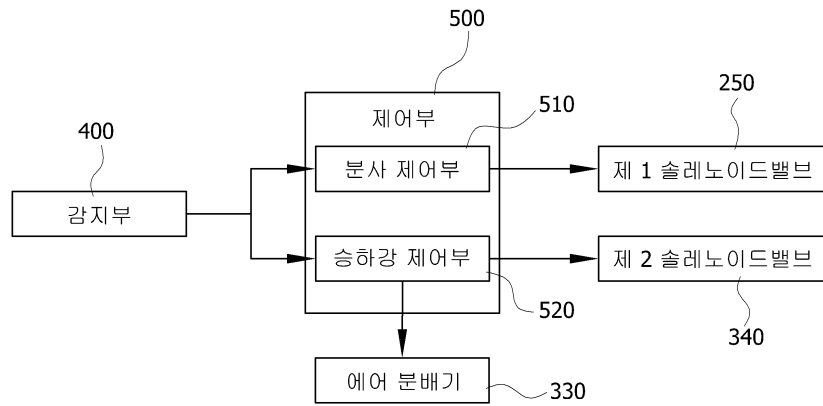 500
제어부
510
250
400
분사 제어부
제 1 솔레노이드밸브
감지부
승하강 제어부
제 2 솔레노이드밸브
520
340
에어 분배기
330